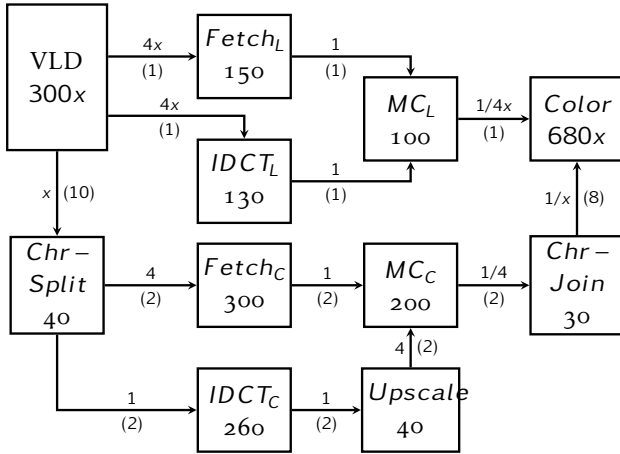 VLD
300x
4x
(1)
Fetch_L
150
1
(1)
4x
(1)
IDCT_L
130
1
(1)
MC_L
100
1/4x
(1)
Color
680x
x (10)
1/x (8)
Chr-
Split
40
4
(2)
Fetch_C
300
1
(2)
MC_C
200
1/4
(2)
Chr-
Join
30
4 (2)
1
(2)
IDCT_C
260
1
(2)
Upscale
40